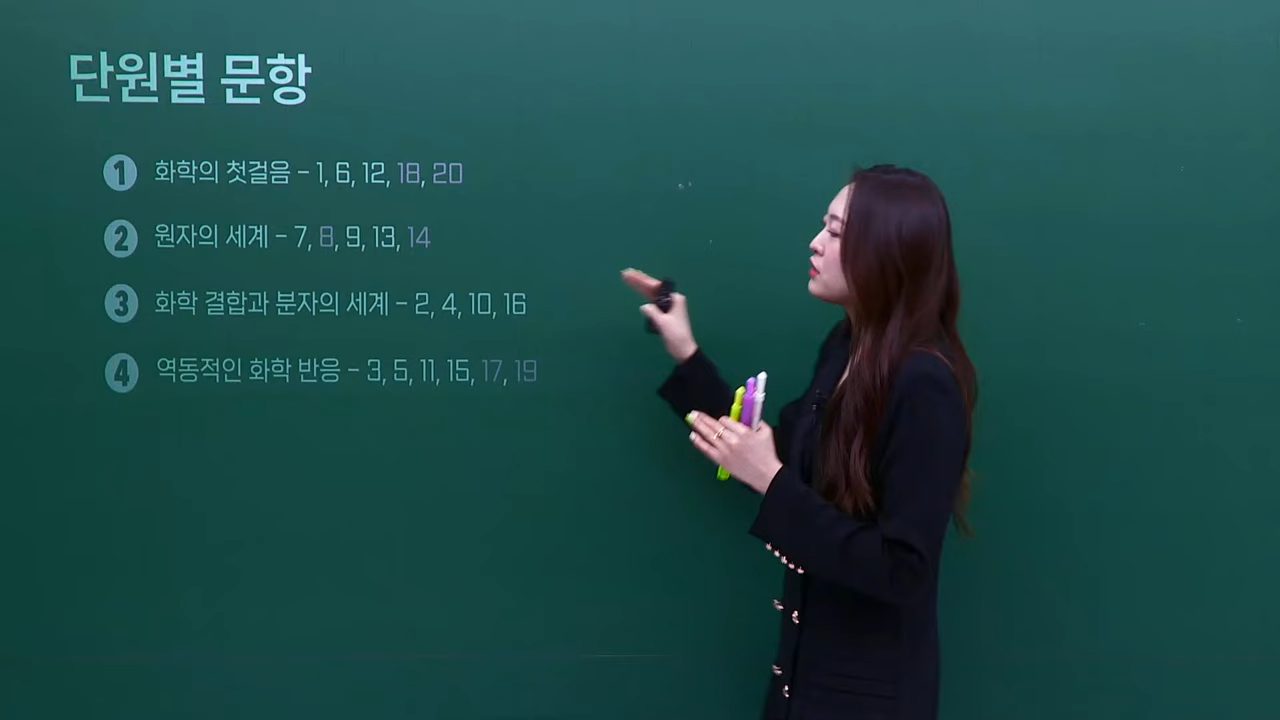 단원별 문항
1 화학의 첫걸음 - 1, 6, 12, 18, 20
2 원자의 세계 - 7, 8, 9, 13, 14
3 화학 결합과 분자의 세계 - 2, 4, 10, 16
4 역동적인 화학 반응 - 3, 5, 11, 15, 17, 19